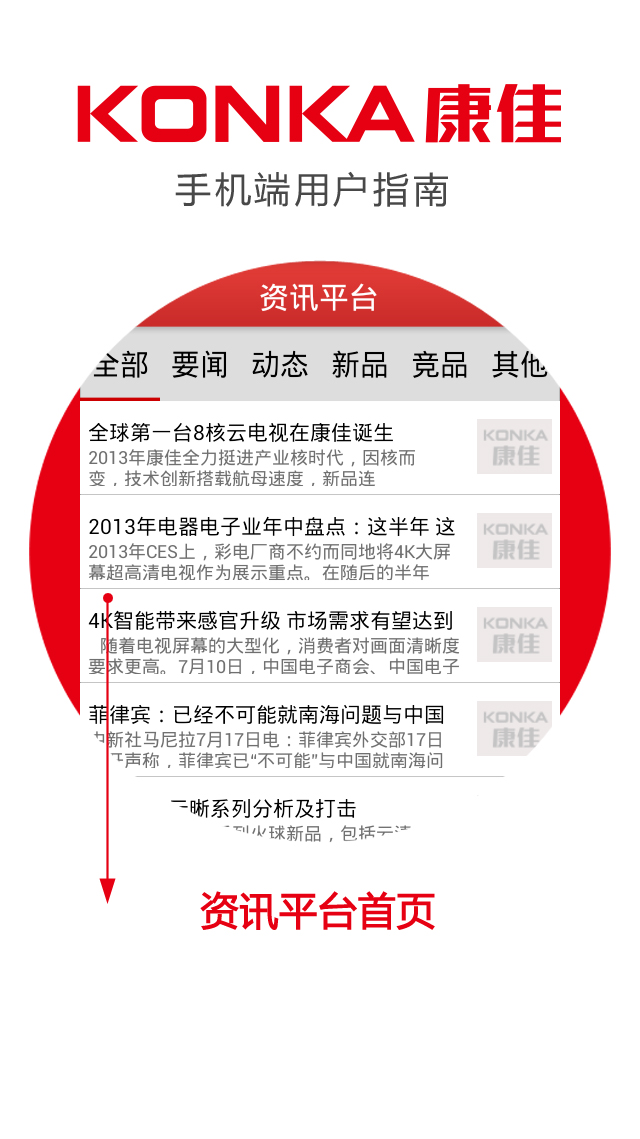 KONKA康佳
手机端用户指南
资讯平台
全部 要闻 动态 新品 竞品 其他
全球第一台8核云电视在康佳诞生
2013年康佳全力挺进产业核时代，因核而
变，技术创新搭载航母速度，新品连
KONKA
康佳
2013年电器电子业年中盘点：这半年 这
2013年CES上，彩电厂商不约而同地将4K大屏
幕超高清电视作为展示重点。在随后的半年
KONKA
康佳
4K智能带来感官升级 市场需求有望达到
随着电视屏幕的大型化，消费者对画面清晰度
要求更高。7月10日，中国电子商会、中国电子
KONKA
康佳
菲律宾：已经不可能就南海问题与中国
中新社马尼拉7月17日电：菲律宾外交部17日
声称，菲律宾已“不可能”与中国就南海问
KONKA
康佳
晰系列分析及打击
列火球新品，包括云清
资讯平台首页